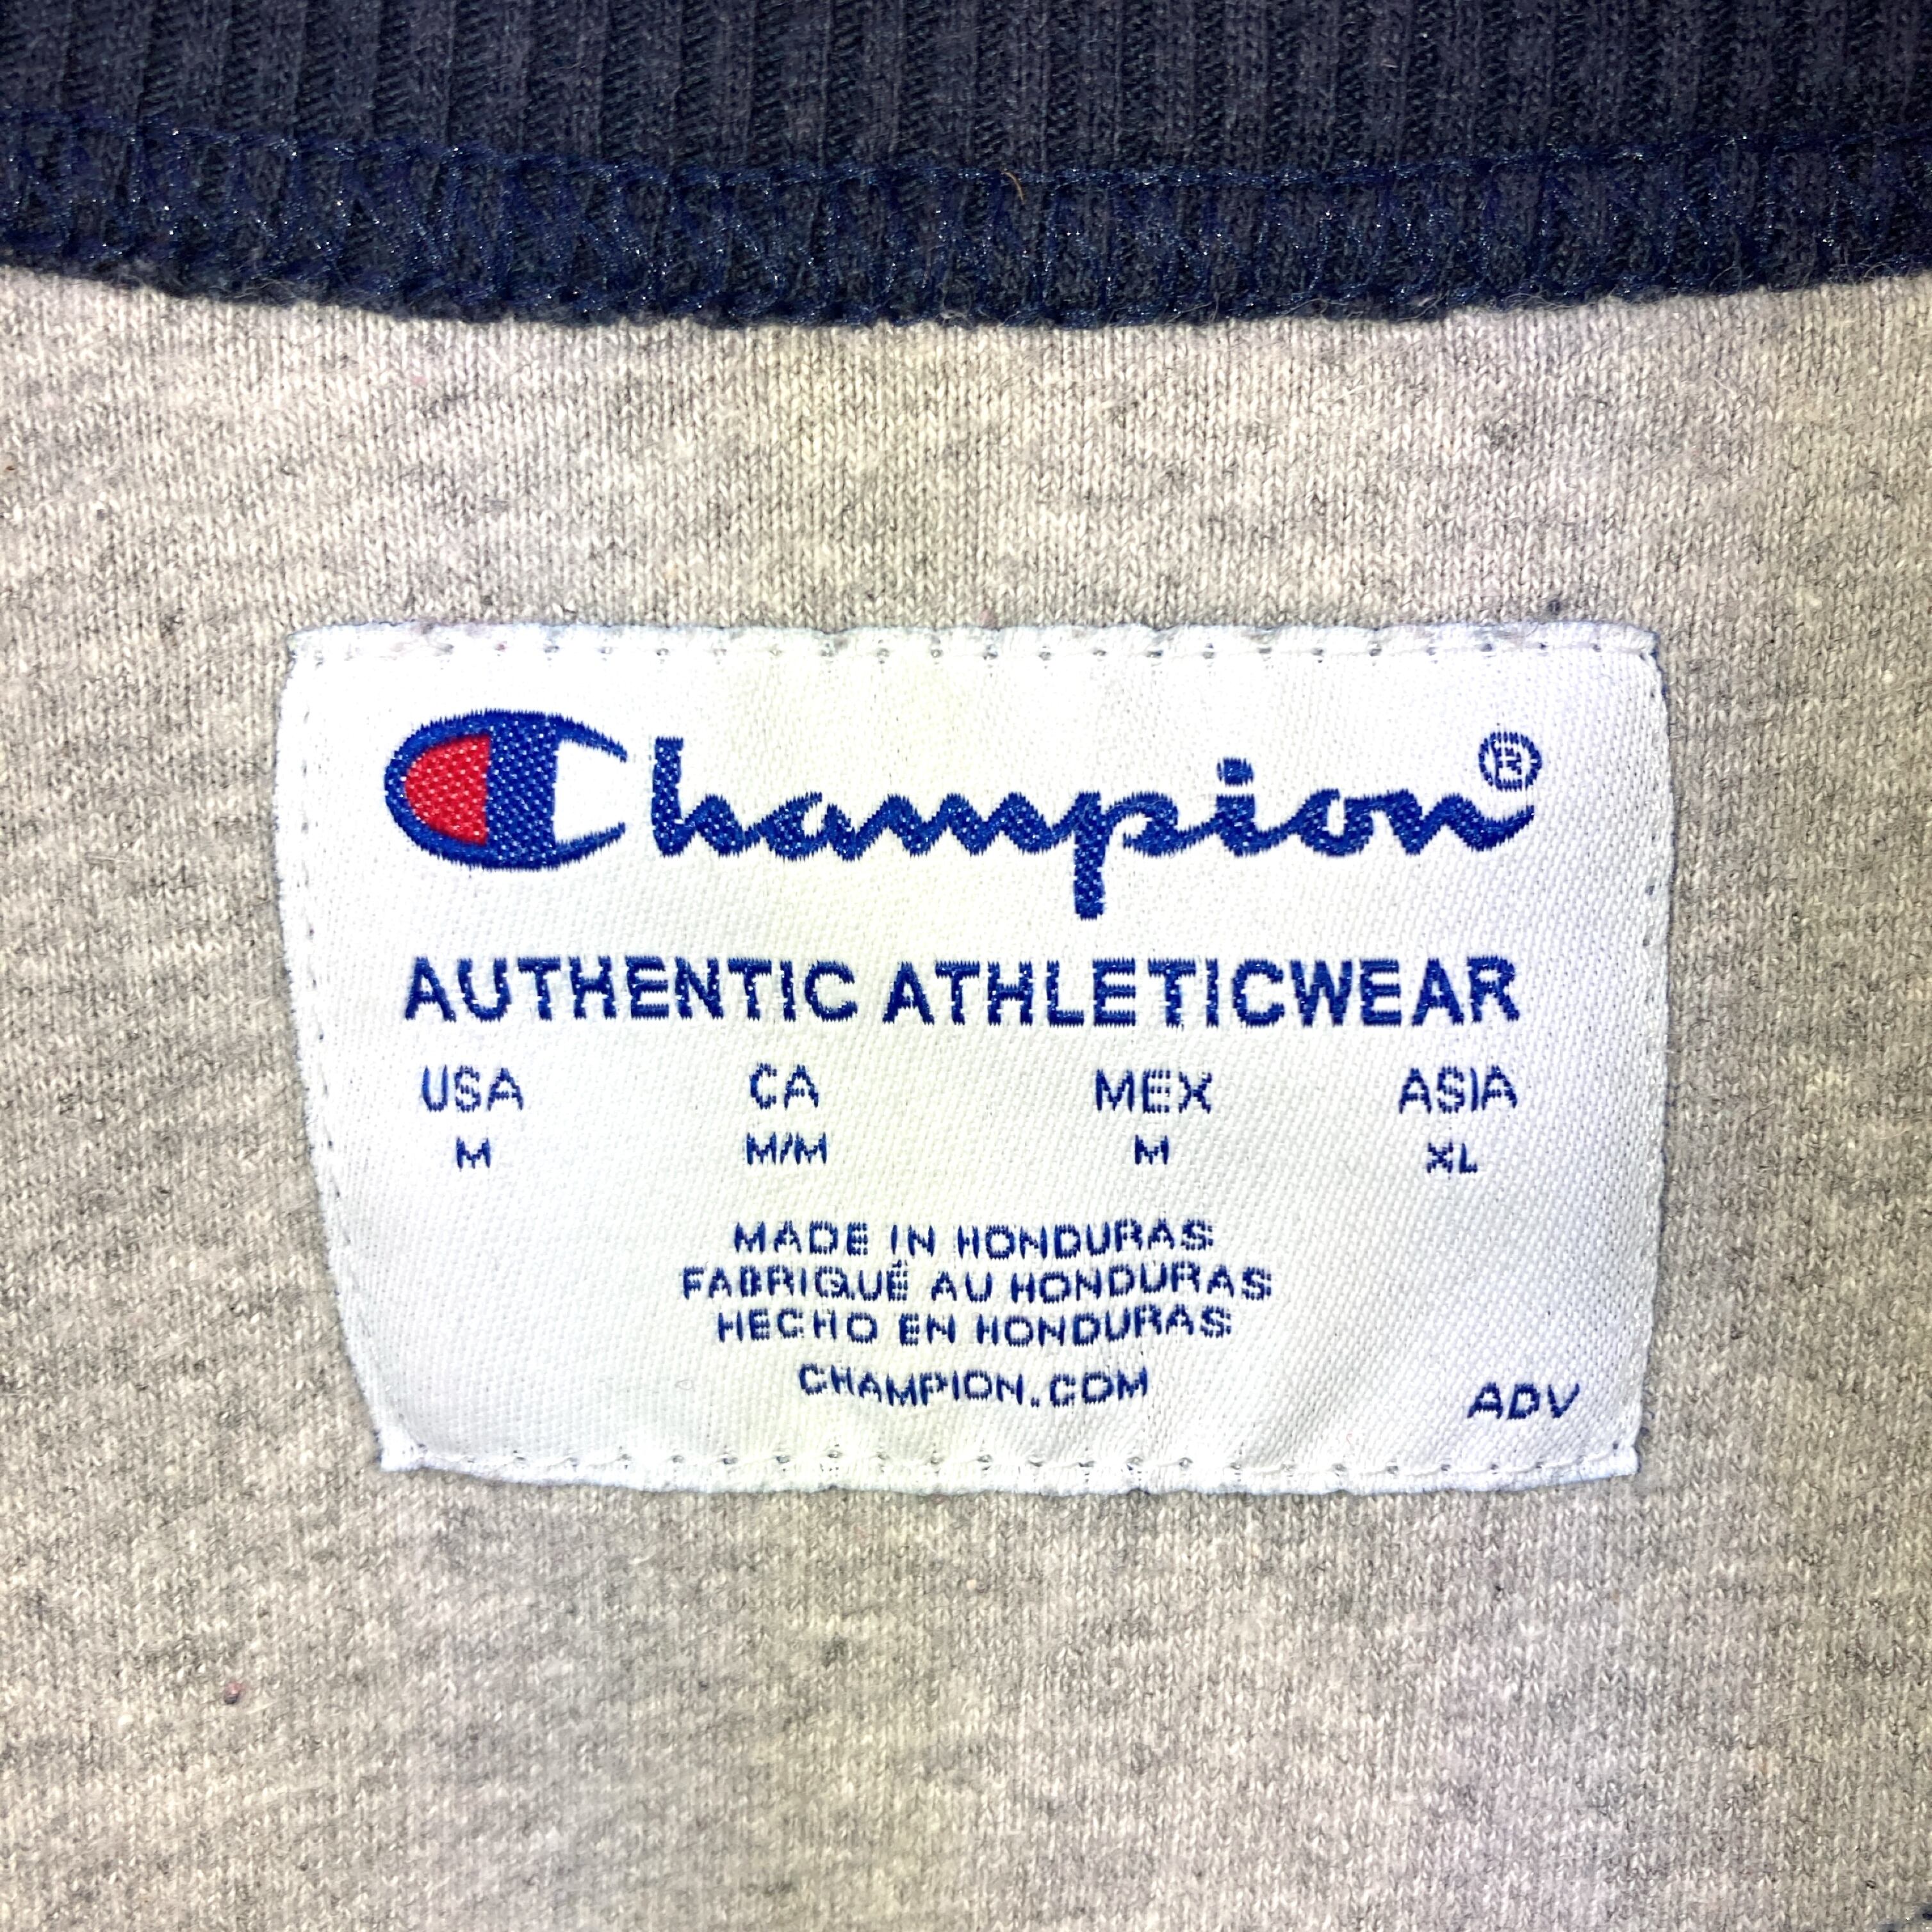 Champion®
AUTHENTIC ATHLETICWEAR
USA CA MEX ASIA
M M/M M XL
MADE IN HONDURAS
FABRIQUÉ AU HONDURAS
HECHO EN HONDURAS
CHAMPION.COM
ADV